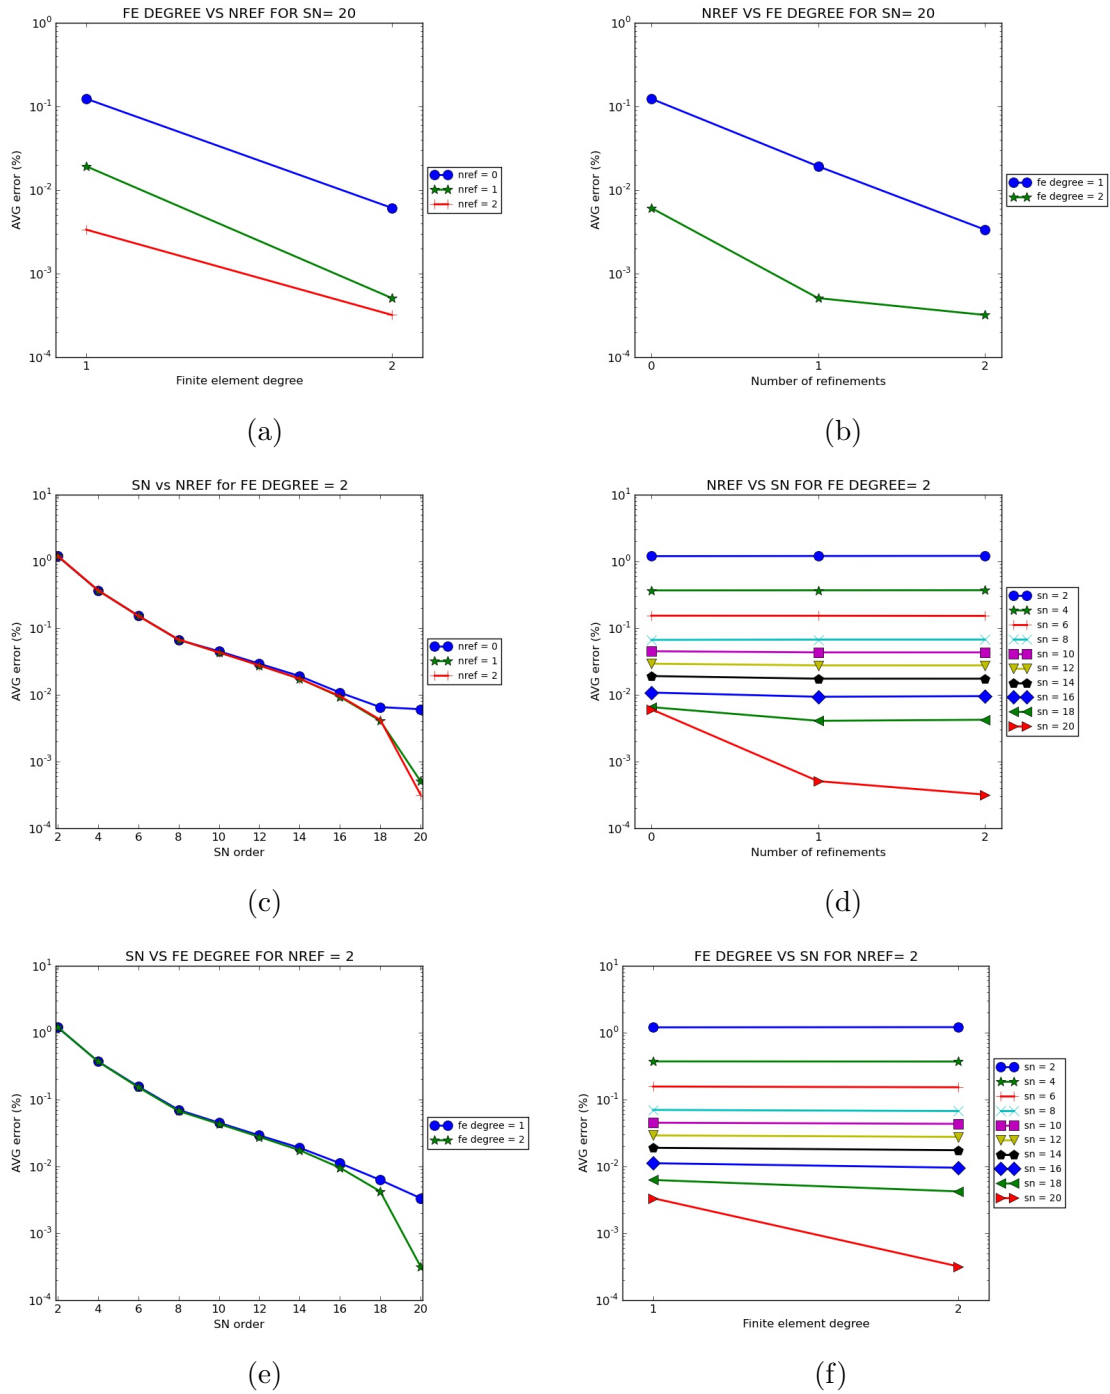 FE DEGREE VS NREF FOR SN= 20
10^0
10^-1
10^-2
10^-3
10^-4
AVG error (%)
1 2
Finite element degree
nref = 0
nref = 1
nref = 2
(a)
NREF VS FE DEGREE FOR SN= 20
10^0
10^-1
10^-2
10^-3
10^-4
AVG error (%)
0 1 2
Number of refinements
fe degree = 1
fe degree = 2
(b)
SN vs NREF for FE DEGREE = 2
10^1
10^0
10^-1
10^-2
10^-3
10^-4
AVG error (%)
2 4 6 8 10 12 14 16 18 20
SN order
nref = 0
nref = 1
nref = 2
(c)
NREF VS SN FOR FE DEGREE= 2
10^1
10^0
10^-1
10^-2
10^-3
10^-4
AVG error (%)
0 1 2
Number of refinements
sn = 2
sn = 4
sn = 6
sn = 8
sn = 10
sn = 12
sn = 14
sn = 16
sn = 18
sn = 20
(d)
SN VS FE DEGREE FOR NREF = 2
10^1
10^0
10^-1
10^-2
10^-3
10^-4
AVG error (%)
2 4 6 8 10 12 14 16 18 20
SN order
fe degree = 1
fe degree = 2
(e)
FE DEGREE VS SN FOR NREF= 2
10^1
10^0
10^-1
10^-2
10^-3
10^-4
AVG error (%)
1 2
Finite element degree
sn = 2
sn = 4
sn = 6
sn = 8
sn = 10
sn = 12
sn = 14
sn = 16
sn = 18
sn = 20
(f)